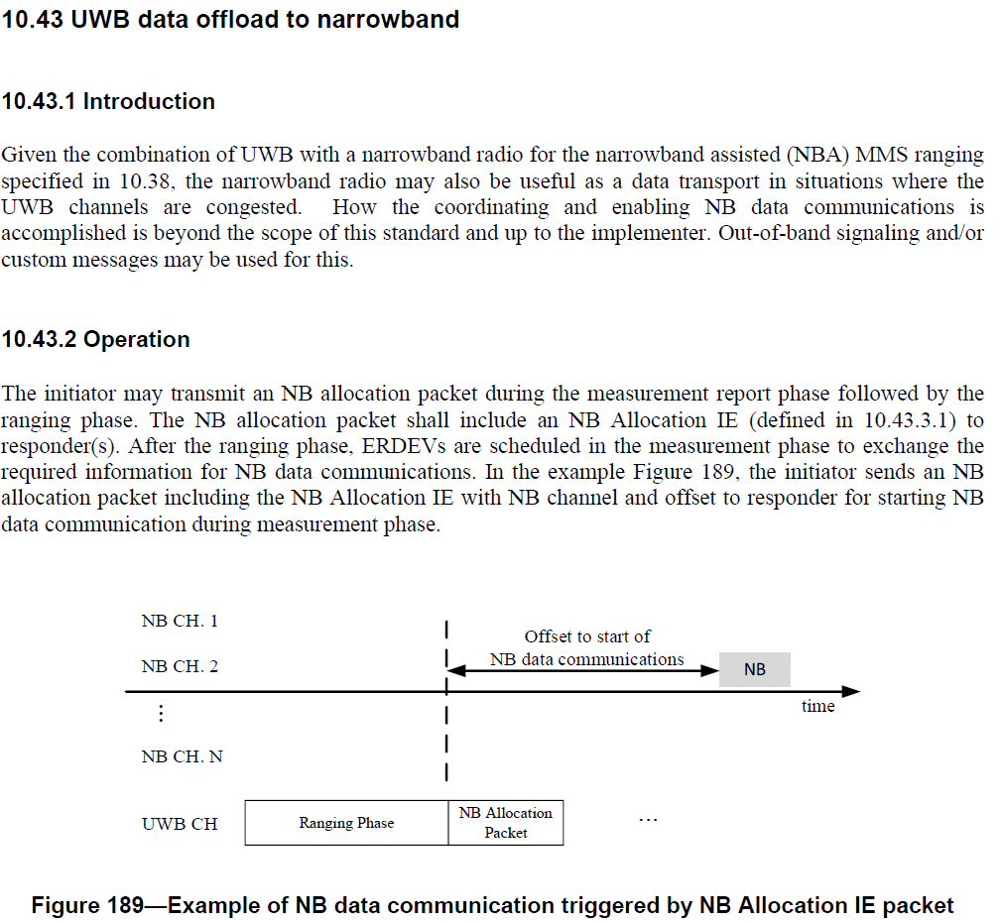 10.43 UWB data offload to narrowband
10.43.1 Introduction
Given the combination of UWB with a narrowband radio for the narrowband assisted (NBA) MMS ranging
specified in 10.38, the narrowband radio may also be useful as a data transport in situations where the
UWB channels are congested. How the coordinating and enabling NB data communications is
accomplished is beyond the scope of this standard and up to the implementer. Out-of-band signaling and/or
custom messages may be used for this.
10.43.2 Operation
The initiator may transmit an NB allocation packet during the measurement report phase followed by the
ranging phase. The NB allocation packet shall include an NB Allocation IE (defined in 10.43.3.1) to
responder(s). After the ranging phase, ERDEVs are scheduled in the measurement phase to exchange the
required information for NB data communications. In the example Figure 189, the initiator sends an NB
allocation packet including the NB Allocation IE with NB channel and offset to responder for starting NB
data communication during measurement phase.
NB CH. 1
Offset to start of
NB data communications
NB CH. 2
NB
time
⋮
NB CH. N
UWB CH
Ranging Phase
NB Allocation
Packet
…
Figure 189—Example of NB data communication triggered by NB Allocation IE packet